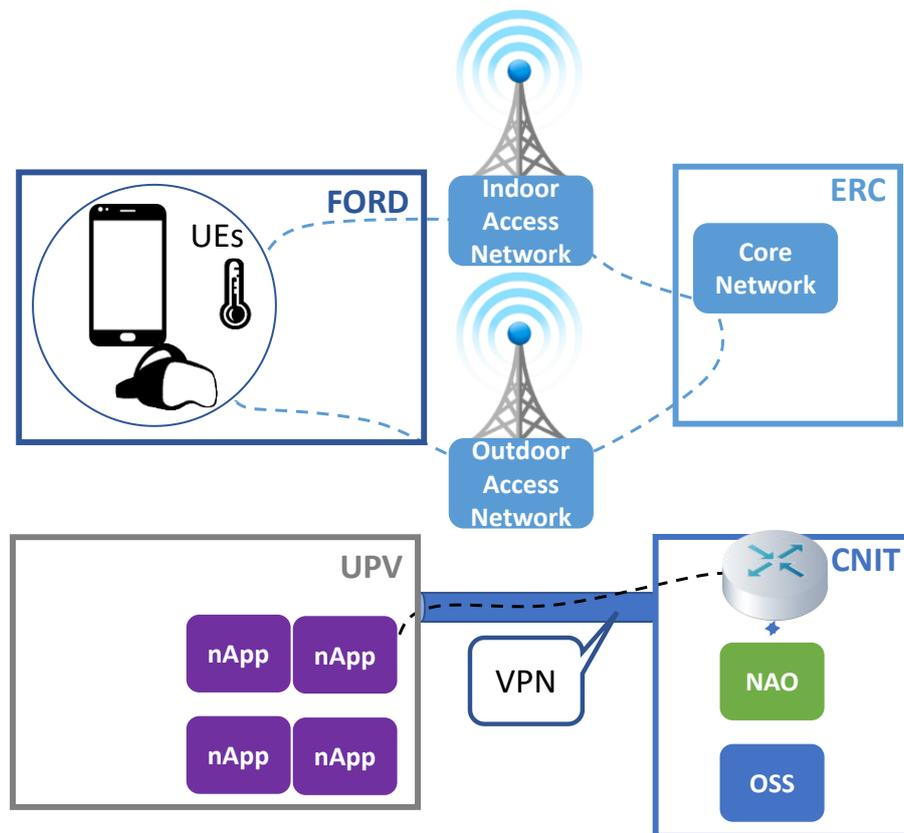 FORD
UEs
Indoor
Access
Network
ERC
Core
Network
Outdoor
Access
Network
UPV
nApp nApp
nApp nApp
VPN
CNIT
NAO
OSS